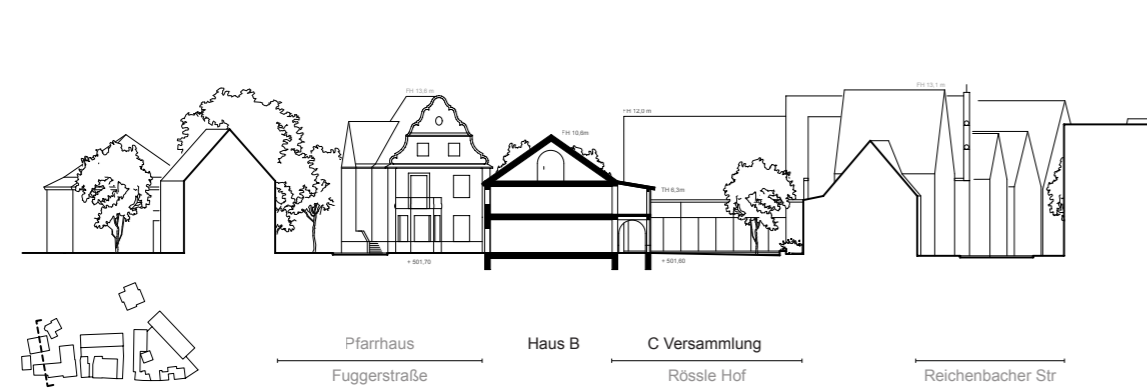 FH 13,6 m
FH 13,1 m
FH 12,0 m
FH 10,8m
TH 6,3m
+ 501,70
+ 501,60
Pfarrhaus
Haus B
C Versammlung
Fuggerstraße
Rössle Hof
Reichenbacher Str